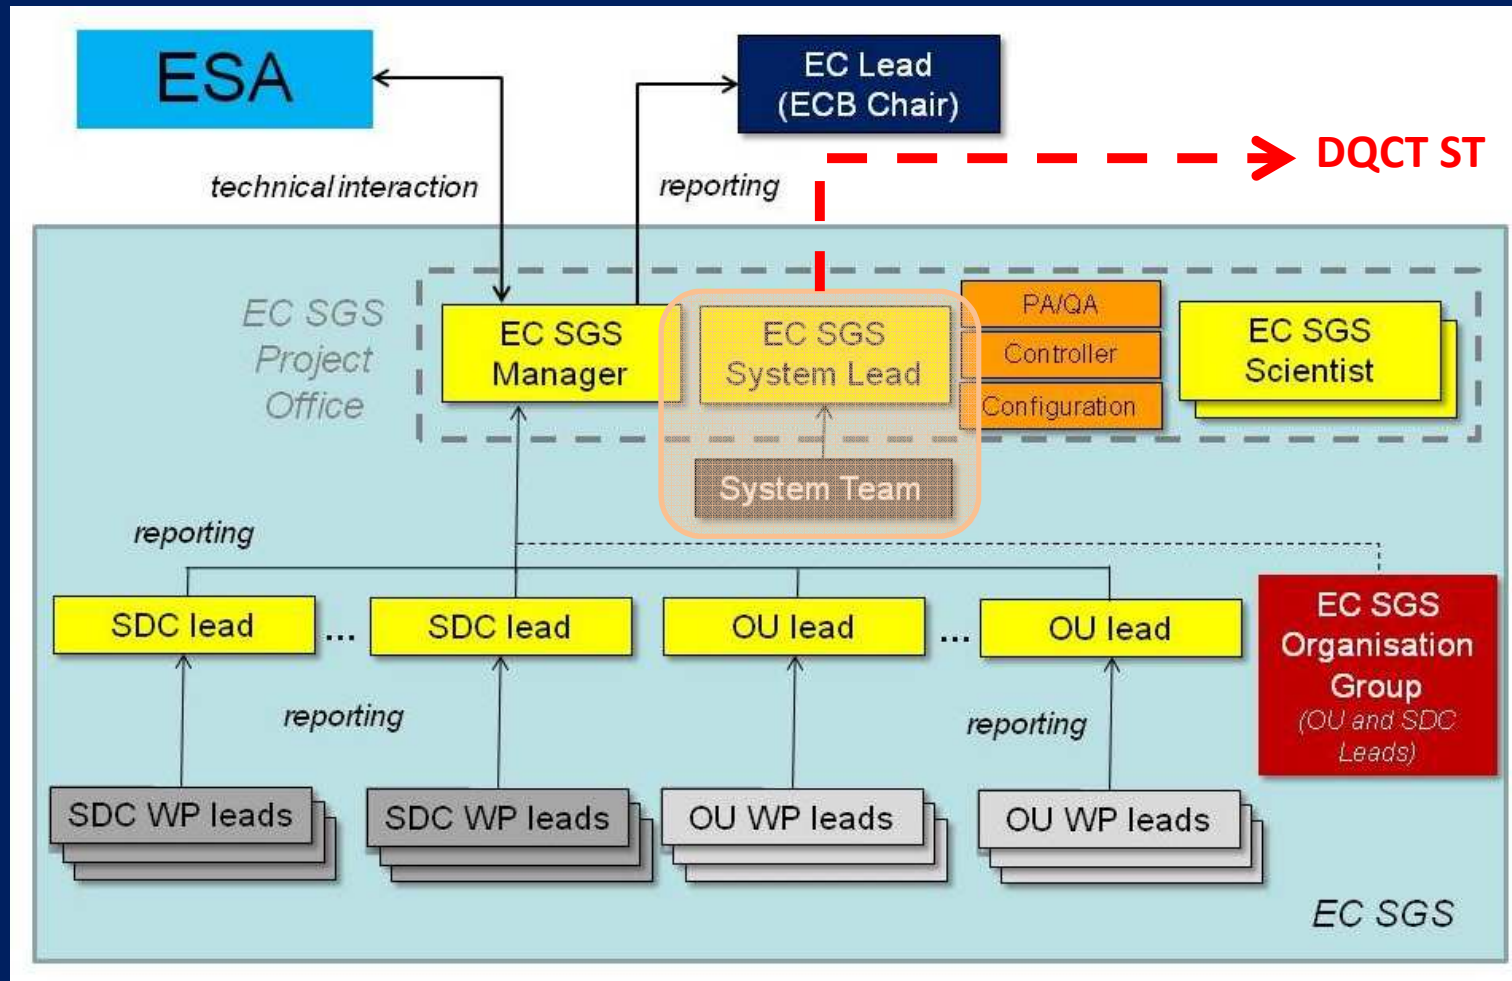 ESA
EC Lead
(ECB Chair)
DQCT ST
technical interaction
reporting
EC SGS
Project
Office
EC SGS
Manager
EC SGS
System Lead
PA/QA
Controller
Configuration
EC SGS
Scientist
System Team
reporting
SDC lead
...
SDC lead
OU lead
...
OU lead
EC SGS
Organisation
Group
(OU and SDC
Leads)
reporting
reporting
SDC WP leads
SDC WP leads
OU WP leads
OU WP leads
EC SGS